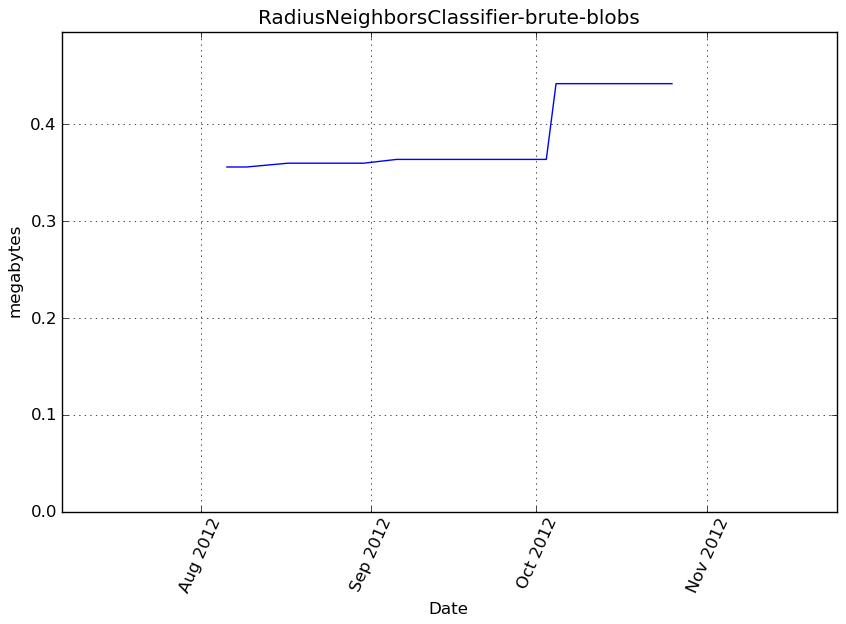 RadiusNeighborsClassifier-brute-blobs
0.4
0.3
0.2
0.1
0.0
megabytes
Aug 2012
Sep 2012
Oct 2012
Nov 2012
Date